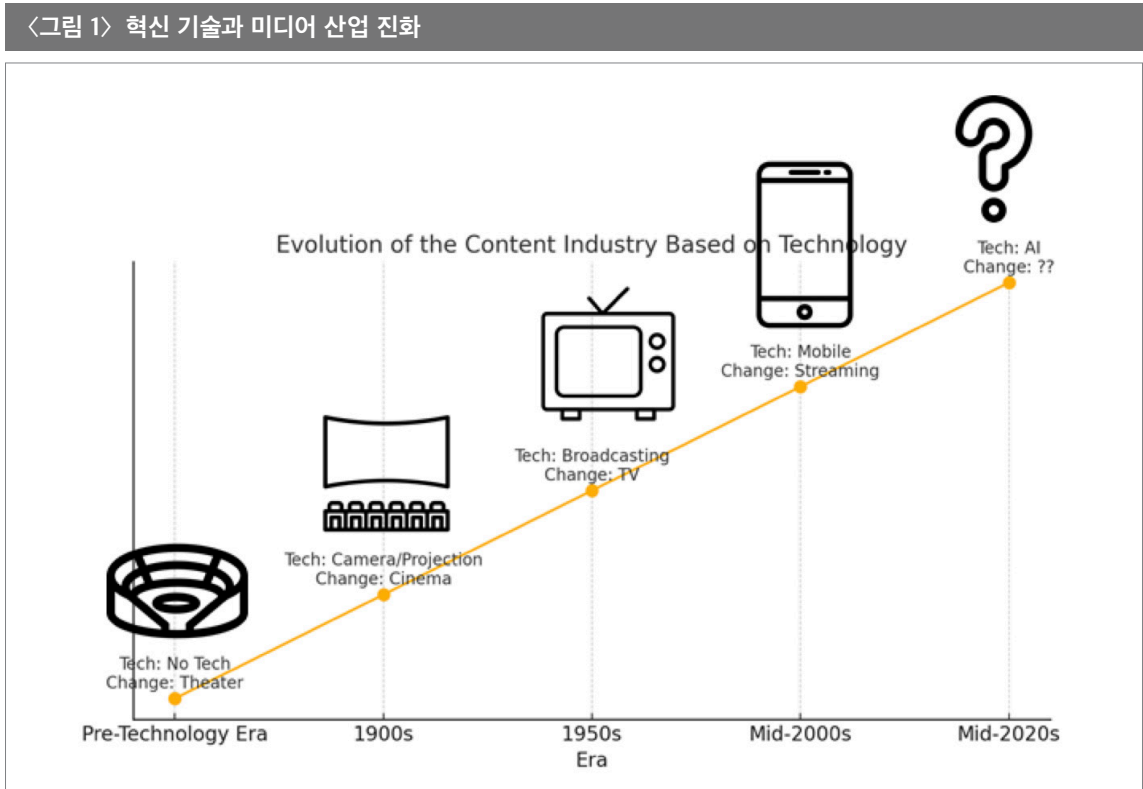 〈그림 1〉 혁신 기술과 미디어 산업 진화
Evolution of the Content Industry Based on Technology
Tech: AI
Change: ??
Tech: Mobile
Change: Streaming
Tech: Broadcasting
Change: TV
Tech: Camera/Projection
Change: Cinema
Tech: No Tech
Change: Theater
Pre-Technology Era
1900s
1950s
Mid-2000s
Mid-2020s
Era